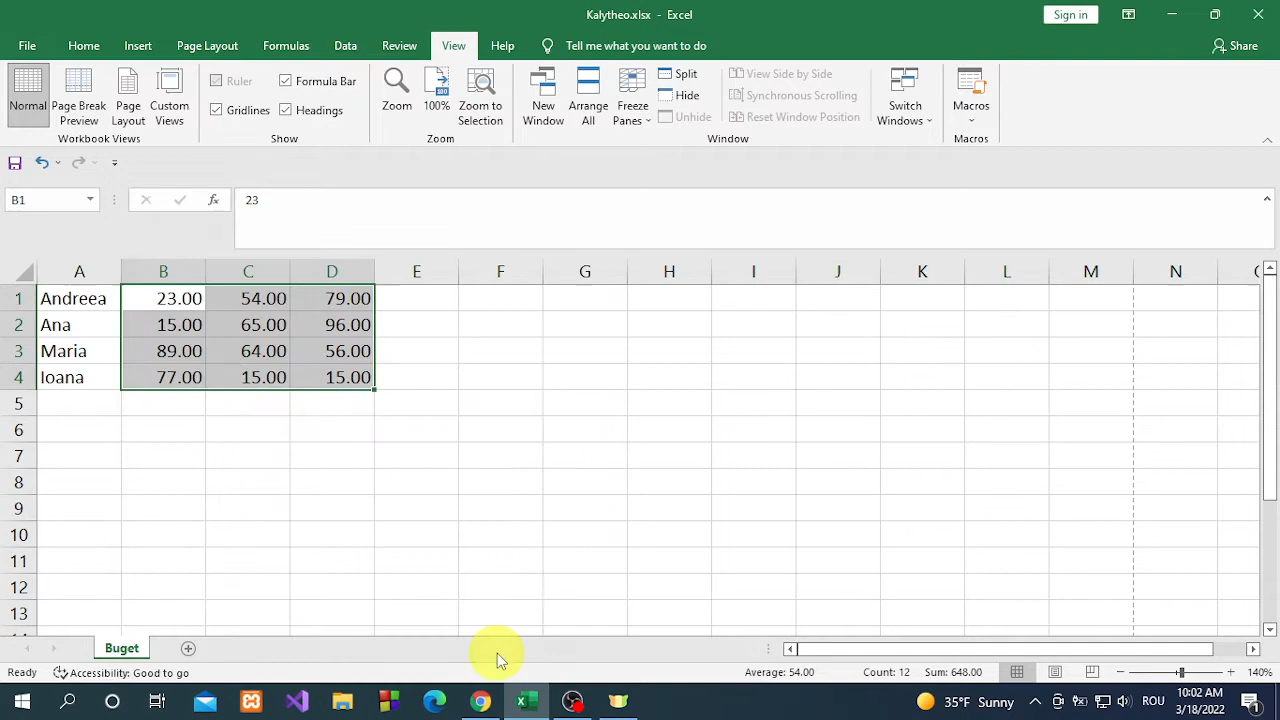 Kalytheo.xlsx - Excel
Sign in
File Home Insert Page Layout Formulas Data Review View Help Tell me what you want to do Share
Normal
Page Break Preview
Page Layout
Custom Views
Workbook Views
Ruler
Formula Bar
Gridlines
Headings
Show
Zoom
100%
Zoom to Selection
Zoom
New Window
Arrange All
Freeze Panes
Split
Hide
Unhide
View Side by Side
Synchronous Scrolling
Reset Window Position
Window
Switch Windows
Macros
Macros
B1 fx 23
A B C D E F G H I J K L M N
1 Andreea 23.00 54.00 79.00
2 Ana 15.00 65.00 96.00
3 Maria 89.00 64.00 56.00
4 Ioana 77.00 15.00 15.00
5
6
7
8
9
10
11
12
13
Buget
Ready Accessibility: Good to go Average: 54.00 Count: 12 Sum: 648.00 140%
35°F Sunny ROU 10:02 AM
3/18/2022